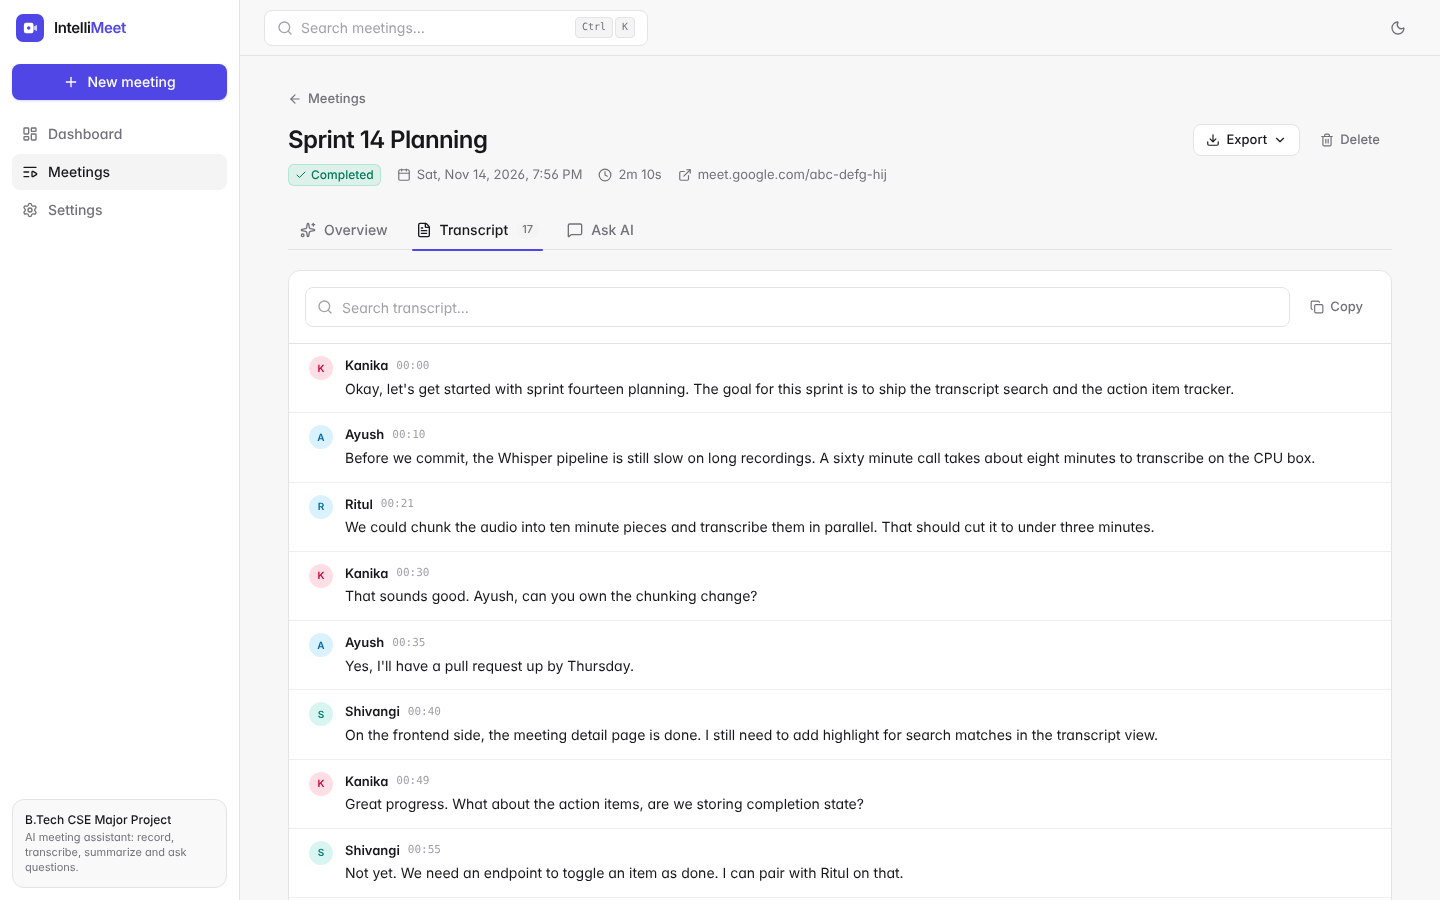 IntelliMeet
Search meetings...
Ctrl K
New meeting
Dashboard
Meetings
Settings
Meetings
Sprint 14 Planning
Export
Delete
Completed
Sat, Nov 14, 2026, 7:56 PM
2m 10s
meet.google.com/abc-defg-hij
Overview
Transcript 17
Ask AI
Search transcript...
Copy
K
Kanika 00:00
Okay, let's get started with sprint fourteen planning. The goal for this sprint is to ship the transcript search and the action item tracker.
A
Ayush 00:10
Before we commit, the Whisper pipeline is still slow on long recordings. A sixty minute call takes about eight minutes to transcribe on the CPU box.
R
Ritul 00:21
We could chunk the audio into ten minute pieces and transcribe them in parallel. That should cut it to under three minutes.
K
Kanika 00:30
That sounds good. Ayush, can you own the chunking change?
A
Ayush 00:35
Yes, I'll have a pull request up by Thursday.
S
Shivangi 00:40
On the frontend side, the meeting detail page is done. I still need to add highlight for search matches in the transcript view.
K
Kanika 00:49
Great progress. What about the action items, are we storing completion state?
S
Shivangi 00:55
Not yet. We need an endpoint to toggle an item as done. I can pair with Ritul on that.
B.Tech CSE Major Project
AI meeting assistant: record,
transcribe, summarize and ask
questions.